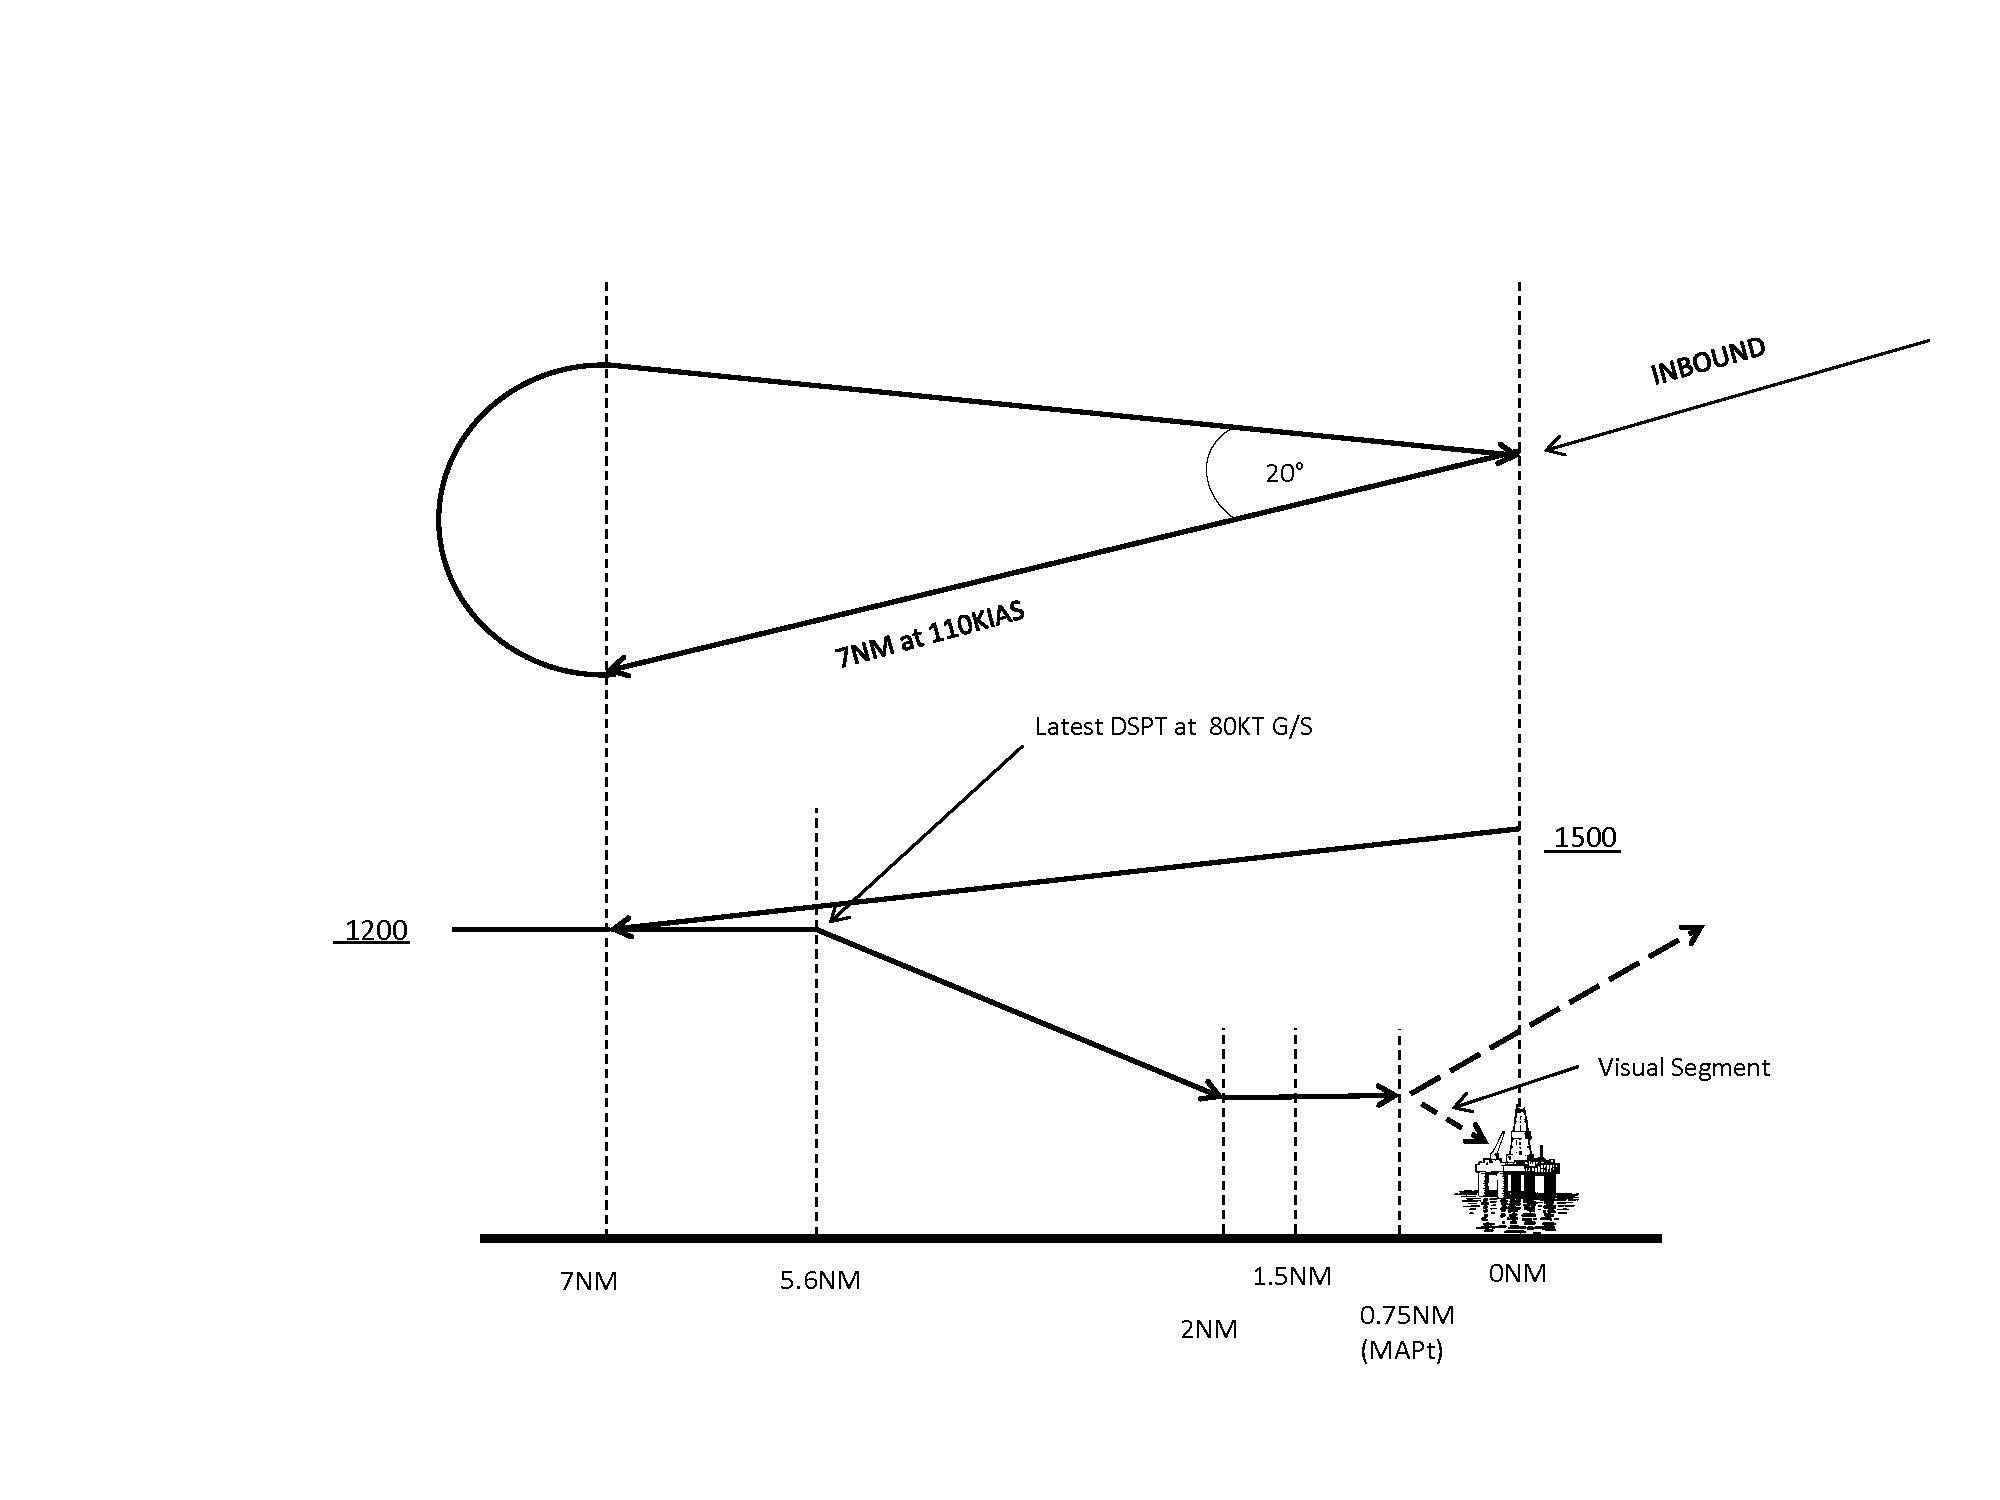 INBOUND
20°
7NM at 110KIAS
Latest DSPT at 80KT G/S
1500
1200
Visual Segment
7NM
5.6NM
1.5NM
0NM
2NM
0.75NM
(MAPt)